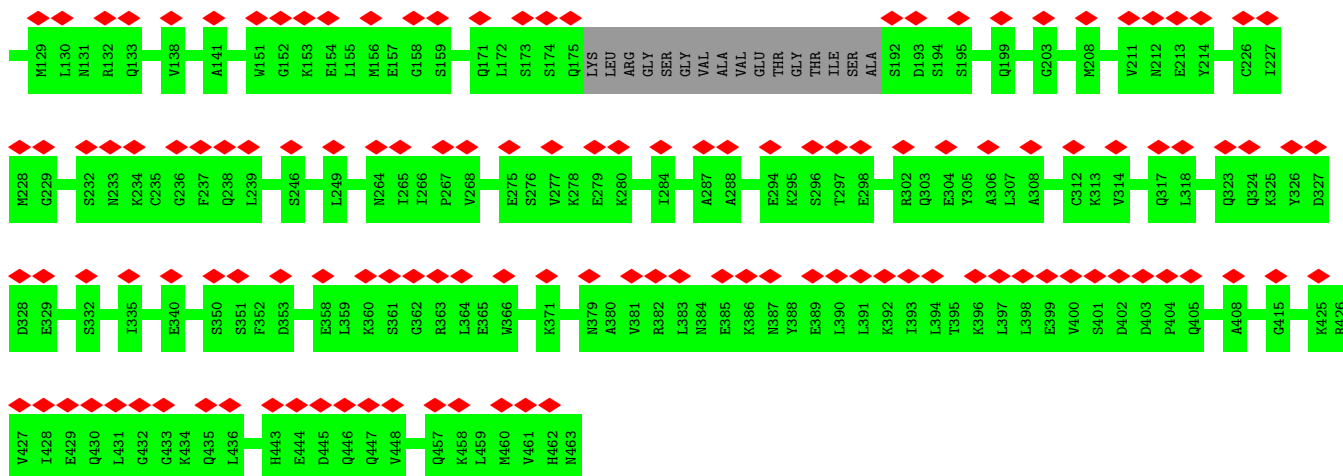 M129 L130 N131 R132 Q133 V138 A141 W151 G152 K153 E154 L155 M156 E157 G158 S159 Q171 L172 S173 S174 Q175 LYS LEU ARG GLY SER GLY VAL ALA VAL GLU THR GLY THR ILE SER ALA S192 D193 S194 S195 Q199 G203 M208 V211 N212 E213 Y214 C226 I227
M228 G229 S232 N233 K234 C235 G236 F237 Q238 L239 S246 L249 N264 I265 I266 P267 V268 E275 S276 V277 K278 E279 K280 I284 A287 A288 E294 K295 S296 T297 E298 R302 Q303 E304 Y305 A306 L307 A308 C312 K313 V314 Q317 L318 Q323 Q324 K325 Y326 D327
D328 E329 S332 I335 E340 S350 S351 F352 D353 E358 L359 K360 S361 G362 R363 L364 E365 W366 K371 N379 A380 V381 R382 L383 N384 E385 K386 N387 Y388 E389 L390 L391 K392 I393 L394 T395 K396 L397 L398 E399 V400 S401 D402 D403 P404 Q405 A408 G415 K425 R426
V427 I428 E429 Q430 L431 G432 G433 K434 Q435 L436 H443 E444 D445 Q446 Q447 V448 Q457 K458 L459 M460 V461 H462 N463